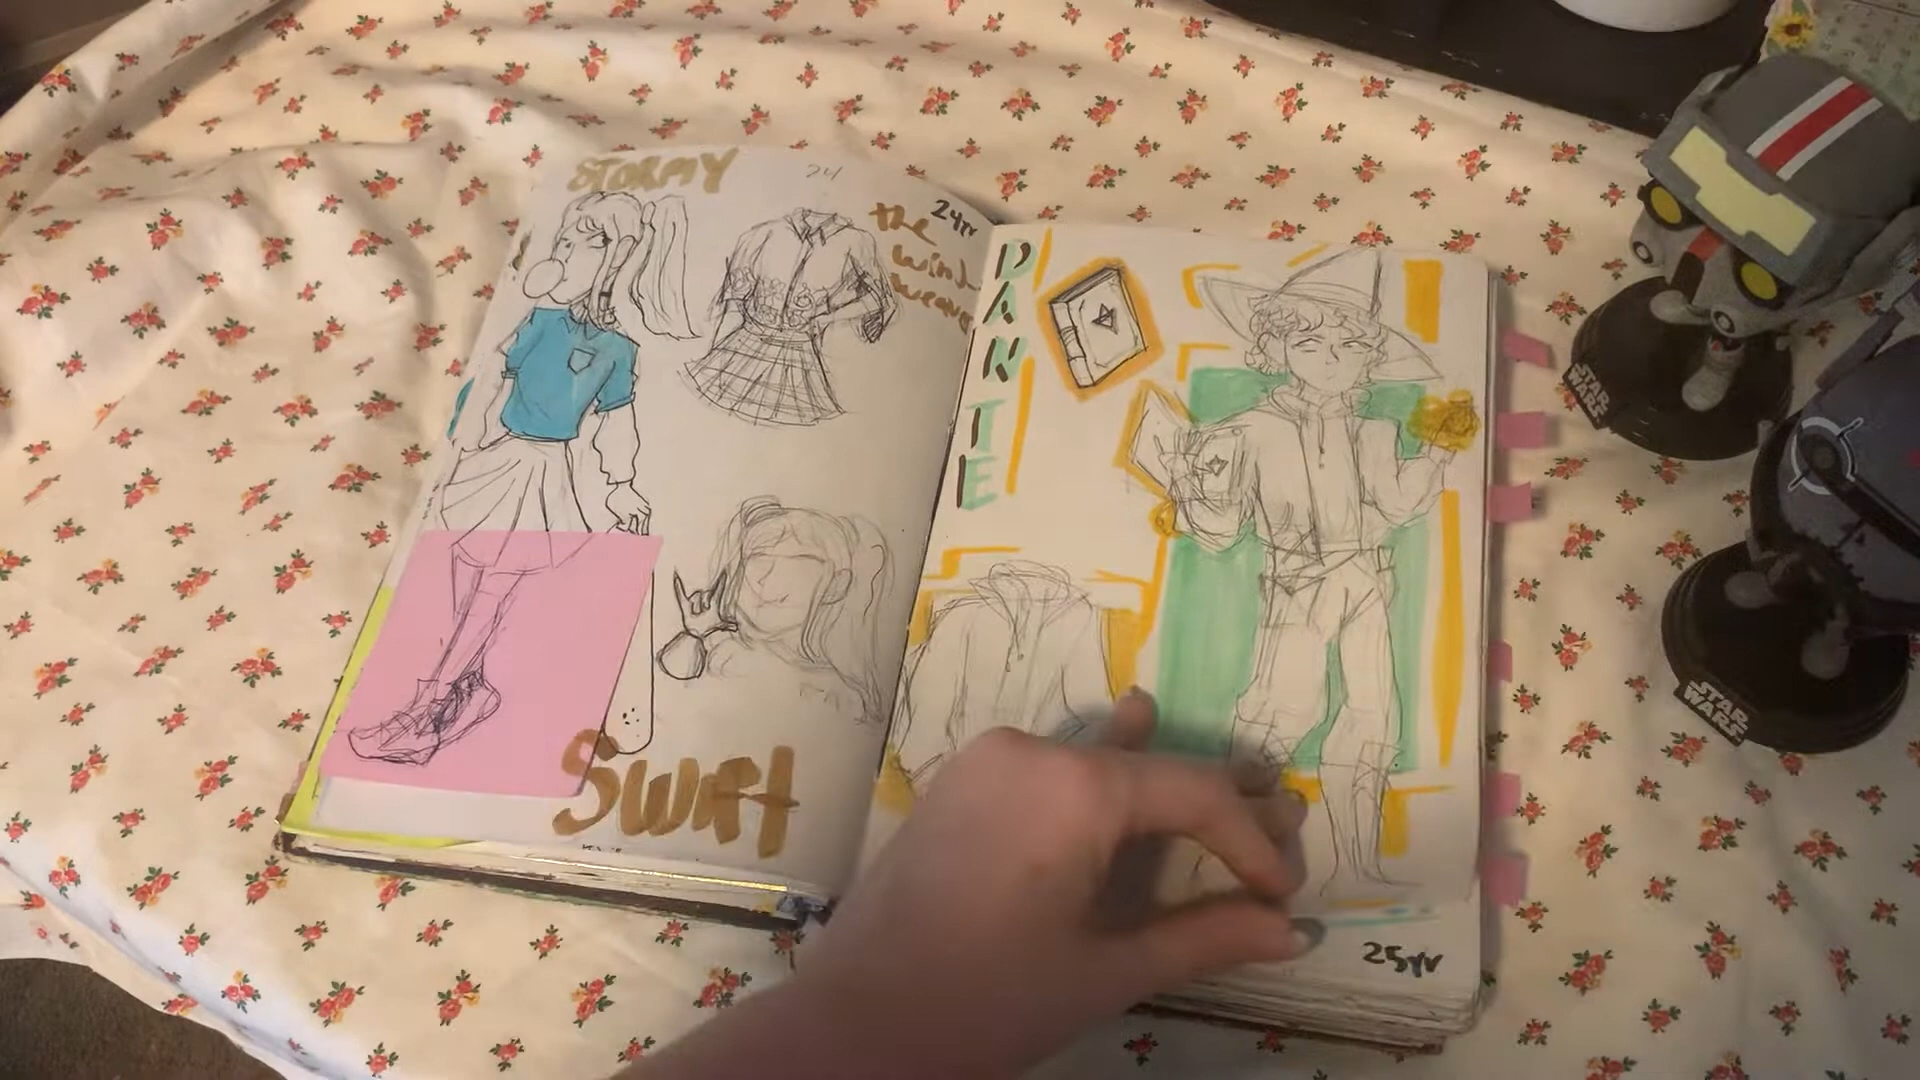 STORMY
24
24yr
the
wind
weaver
Swift
DANTE
25yr
STAR
WARS
STAR
WARS